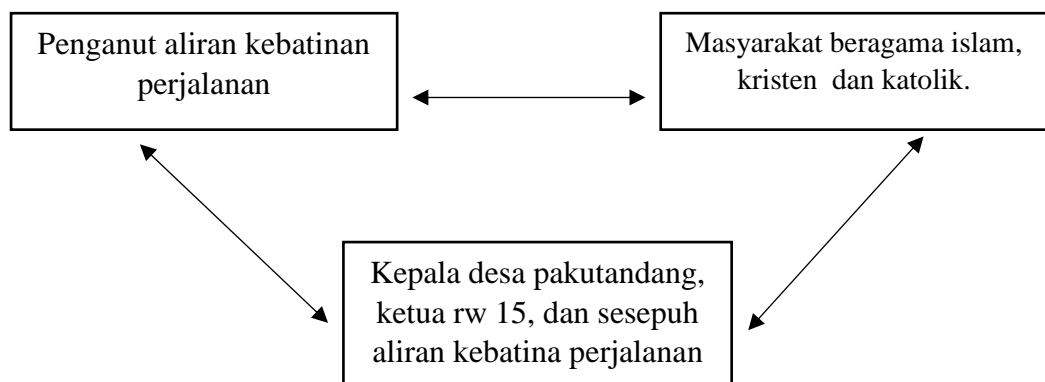 Penganut aliran kebatinan
perjalanan
Masyarakat beragama islam,
kristen dan katolik.
Kepala desa pakutandang,
ketua rw 15, dan sesepuh
aliran kebatina perjalanan